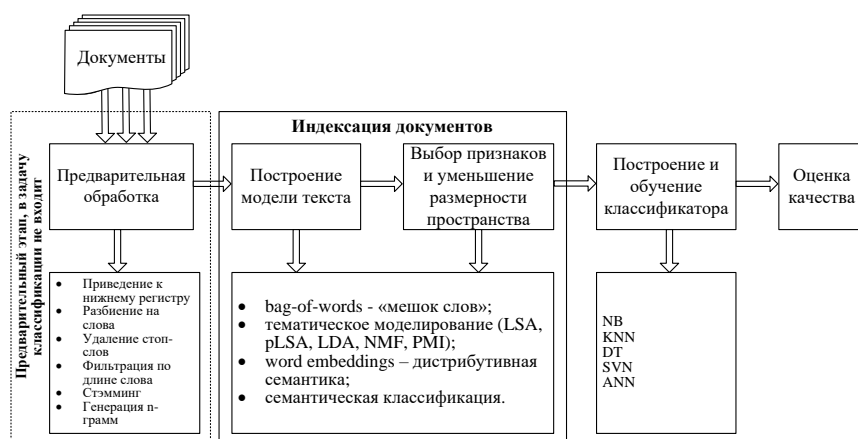 Документы
Предварительный этап, в задачу
классификации не входит
Индексация документов
Предварительная
обработка
Построение
модели текста
Выбор признаков
и уменьшение
размерности
пространства
Построение и
обучение
классификатора
Оценка
качества
• Приведение к
нижнему регистру
• Разбиение на
слова
• Удаление стоп-
слов
• Фильтрация по
длине слова
• Стэмминг
• Генерация n-
грамм
• bag-of-words - «мешок слов»;
• тематическое моделирование (LSA,
pLSA, LDA, NMF, PMI);
• word embeddings – дистрибутивная
семантика;
• семантическая классификация.
NB
KNN
DT
SVN
ANN